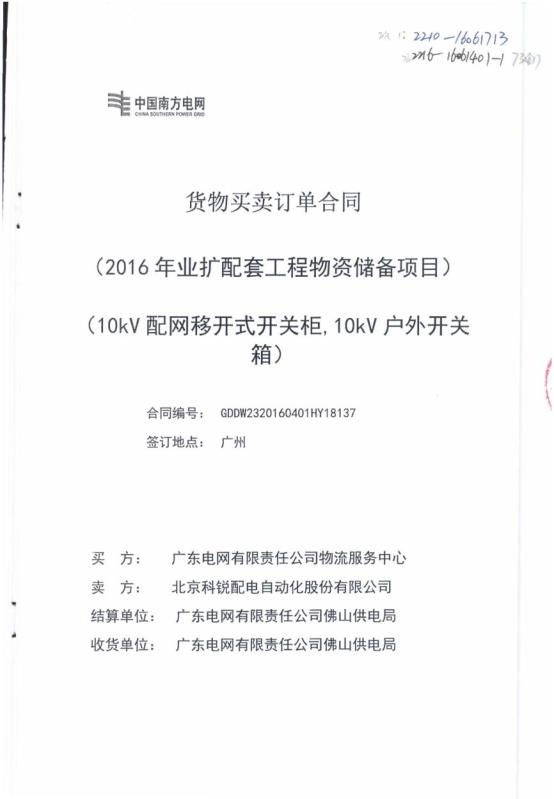 2210-16061713
中国南方电网
CHINA SOUTHERN POWER GRID
货物买卖订单合同
（2016 年业扩配套工程物资储备项目）
（10kV 配网移开式开关柜,10kV 户外开关
箱）
合同编号： GDDW2320160401HY18137
签订地点： 广州
买 方： 广东电网有限责任公司物流服务中心
卖 方： 北京科锐配电自动化股份有限公司
结算单位： 广东电网有限责任公司佛山供电局
收货单位： 广东电网有限责任公司佛山供电局